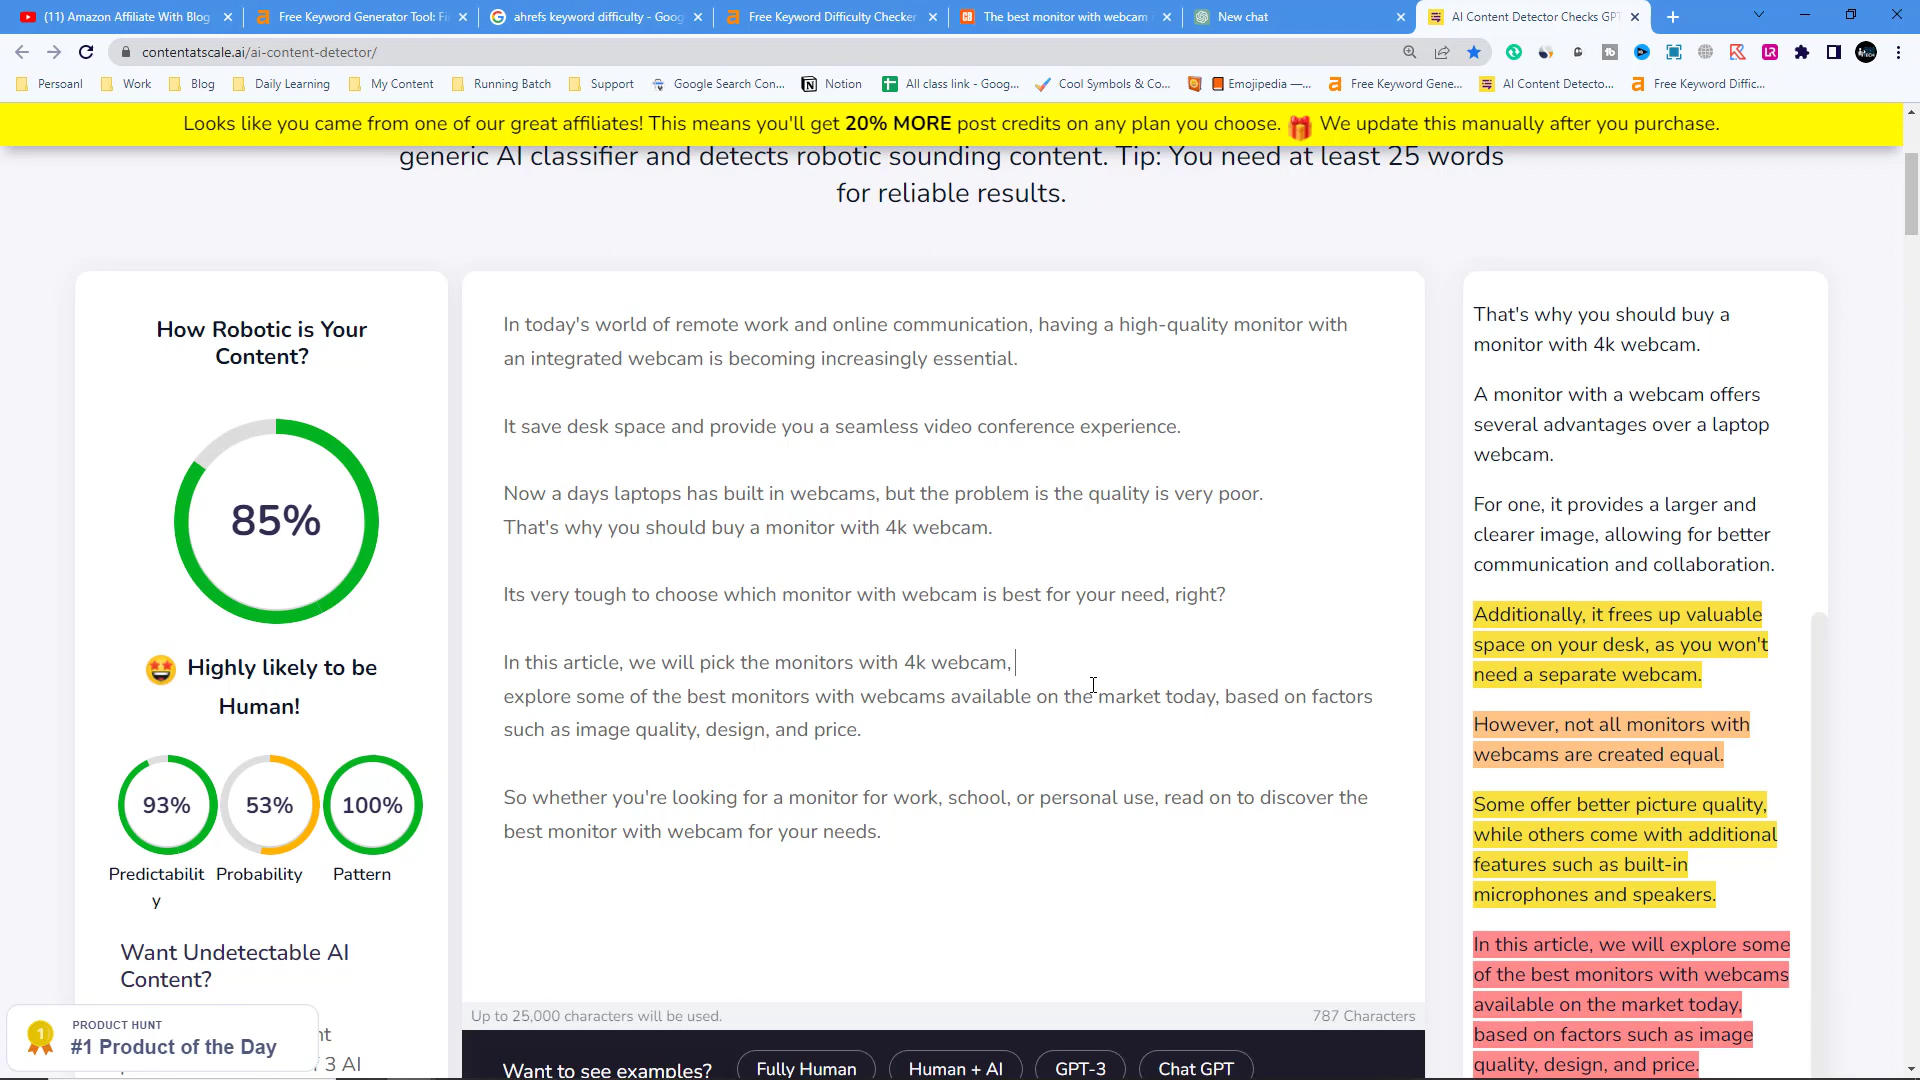 (11) Amazon Affiliate With Blog
Free Keyword Generator Tool: Fi
ahrefs keyword difficulty - Goog
Free Keyword Difficulty Checker
The best monitor with webcam
New chat
AI Content Detector Checks GPT
contentatscale.ai/ai-content-detector/
Persoanl
Work
Blog
Daily Learning
My Content
Running Batch
Support
Google Search Con...
Notion
All class link - Goog...
Cool Symbols & Co...
Emojipedia —...
Free Keyword Gene...
AI Content Detecto...
Free Keyword Diffic...
Looks like you came from one of our great affiliates! This means you'll get 20% MORE post credits on any plan you choose. 🎁 We update this manually after you purchase.
generic AI classifier and detects robotic sounding content. Tip: You need at least 25 words
for reliable results.
How Robotic is Your
Content?
85%
🤩 Highly likely to be
Human!
93%
53%
100%
Predictabilit
y
Probability
Pattern
Want Undetectable AI
Content?
nt
f 3 AI
PRODUCT HUNT
#1 Product of the Day
1
In today's world of remote work and online communication, having a high-quality monitor with
an integrated webcam is becoming increasingly essential.
It save desk space and provide you a seamless video conference experience.
Now a days laptops has built in webcams, but the problem is the quality is very poor.
That's why you should buy a monitor with 4k webcam.
Its very tough to choose which monitor with webcam is best for your need, right?
In this article, we will pick the monitors with 4k webcam,
explore some of the best monitors with webcams available on the market today, based on factors
such as image quality, design, and price.
So whether you're looking for a monitor for work, school, or personal use, read on to discover the
best monitor with webcam for your needs.
Up to 25,000 characters will be used.
787 Characters
Want to see examples?
Fully Human
Human + AI
GPT-3
Chat GPT
That's why you should buy a
monitor with 4k webcam.
A monitor with a webcam offers
several advantages over a laptop
webcam.
For one, it provides a larger and
clearer image, allowing for better
communication and collaboration.
Additionally, it frees up valuable
space on your desk, as you won't
need a separate webcam.
However, not all monitors with
webcams are created equal.
Some offer better picture quality,
while others come with additional
features such as built-in
microphones and speakers.
In this article, we will explore some
of the best monitors with webcams
available on the market today,
based on factors such as image
quality, design, and price.